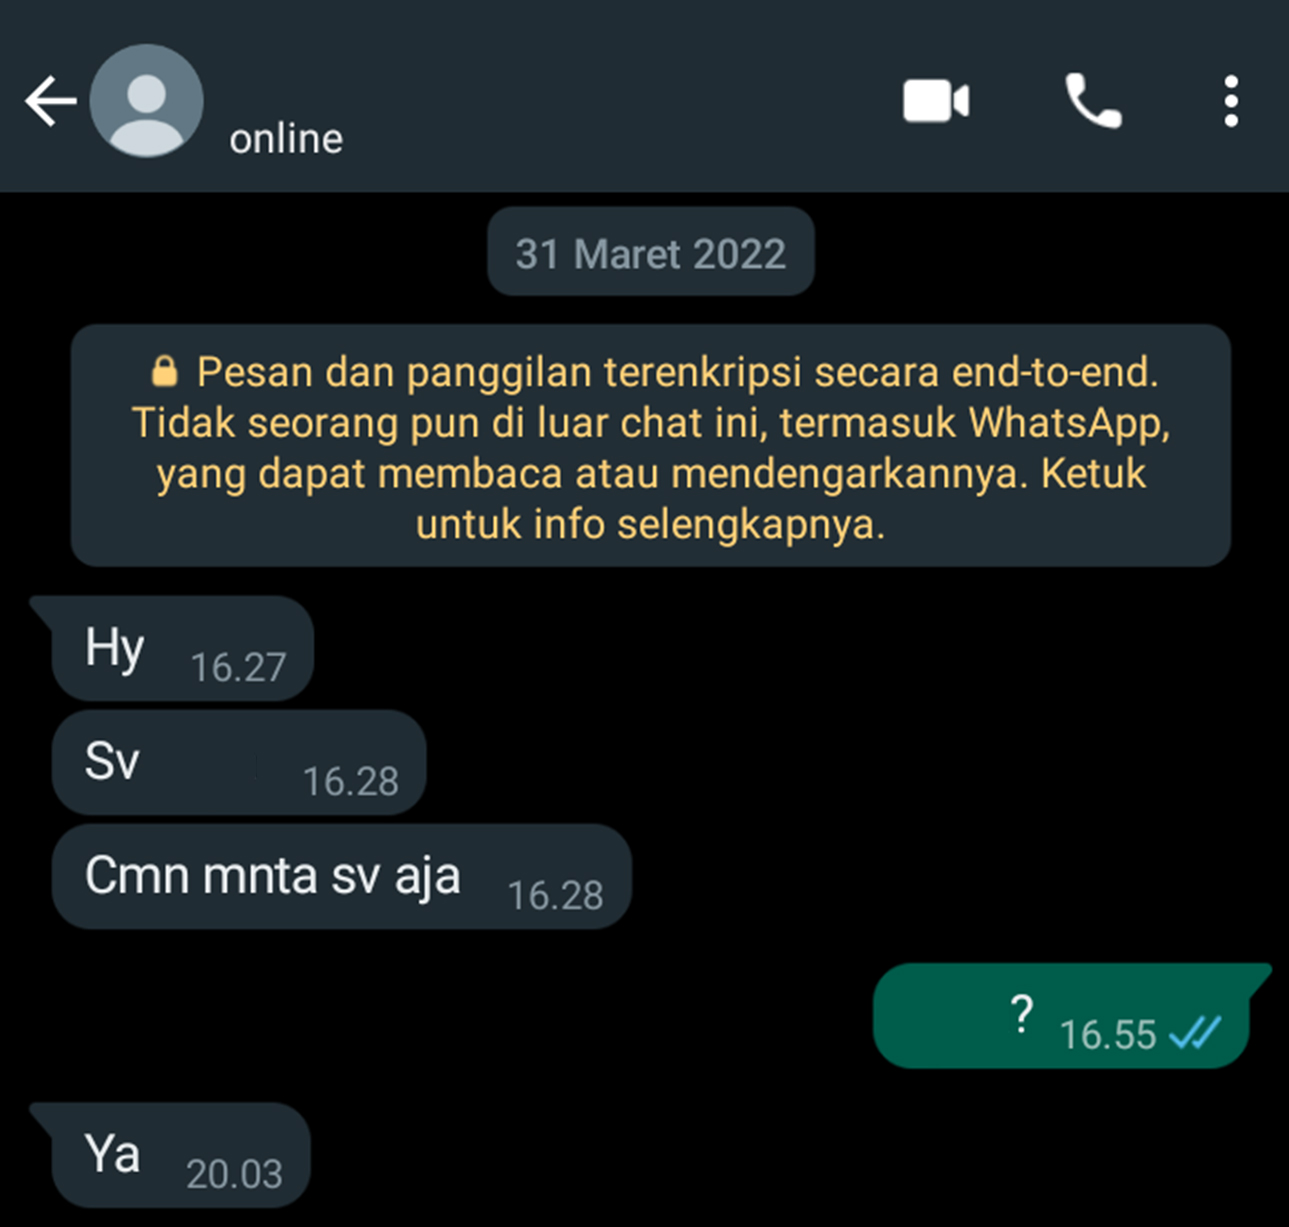 online
31 Maret 2022
🔒 Pesan dan panggilan terenkripsi secara end-to-end.
Tidak seorang pun di luar chat ini, termasuk WhatsApp,
yang dapat membaca atau mendengarkannya. Ketuk
untuk info selengkapnya.
Hy 16.27
Sv 16.28
Cmn mnta sv aja 16.28
? 16.55
Ya 20.03